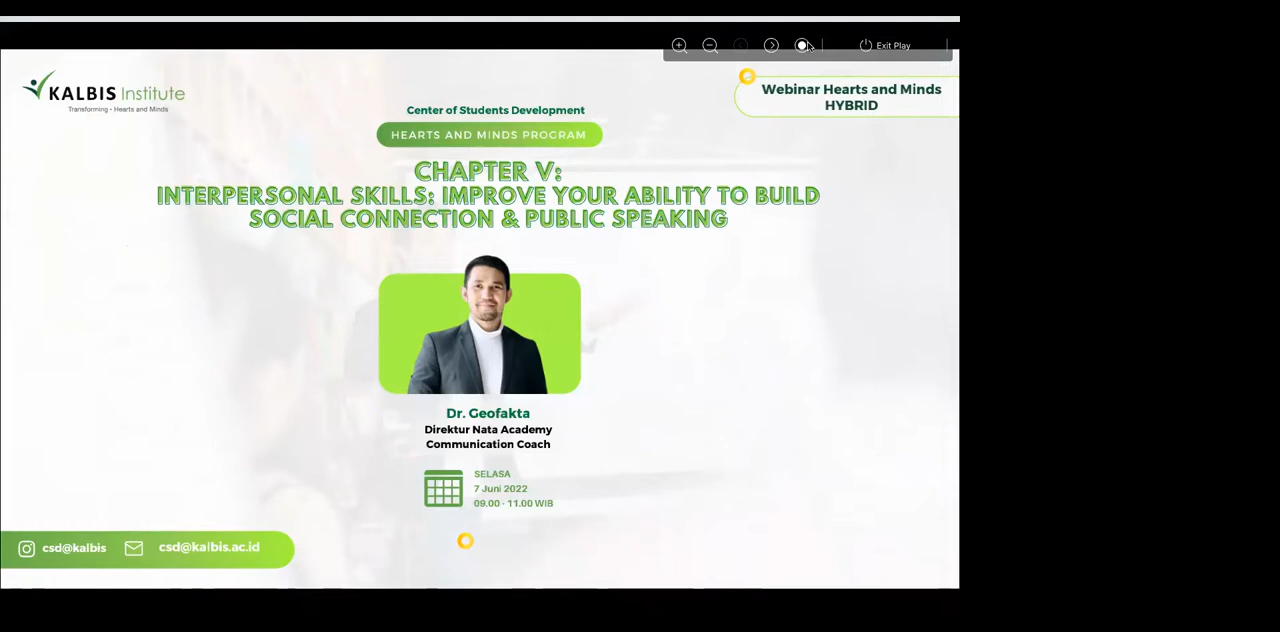 Exit Play
KALBIS Institute
Transforming • Hearts and Minds
Webinar Hearts and Minds
HYBRID
Center of Students Development
HEARTS AND MINDS PROGRAM
CHAPTER V:
INTERPERSONAL SKILLS: IMPROVE YOUR ABILITY TO BUILD
SOCIAL CONNECTION & PUBLIC SPEAKING
Dr. Geofakta
Direktur Nata Academy
Communication Coach
SELASA
7 Juni 2022
09.00 - 11.00 WIB
csd@kalbis
csd@kalbis.ac.id